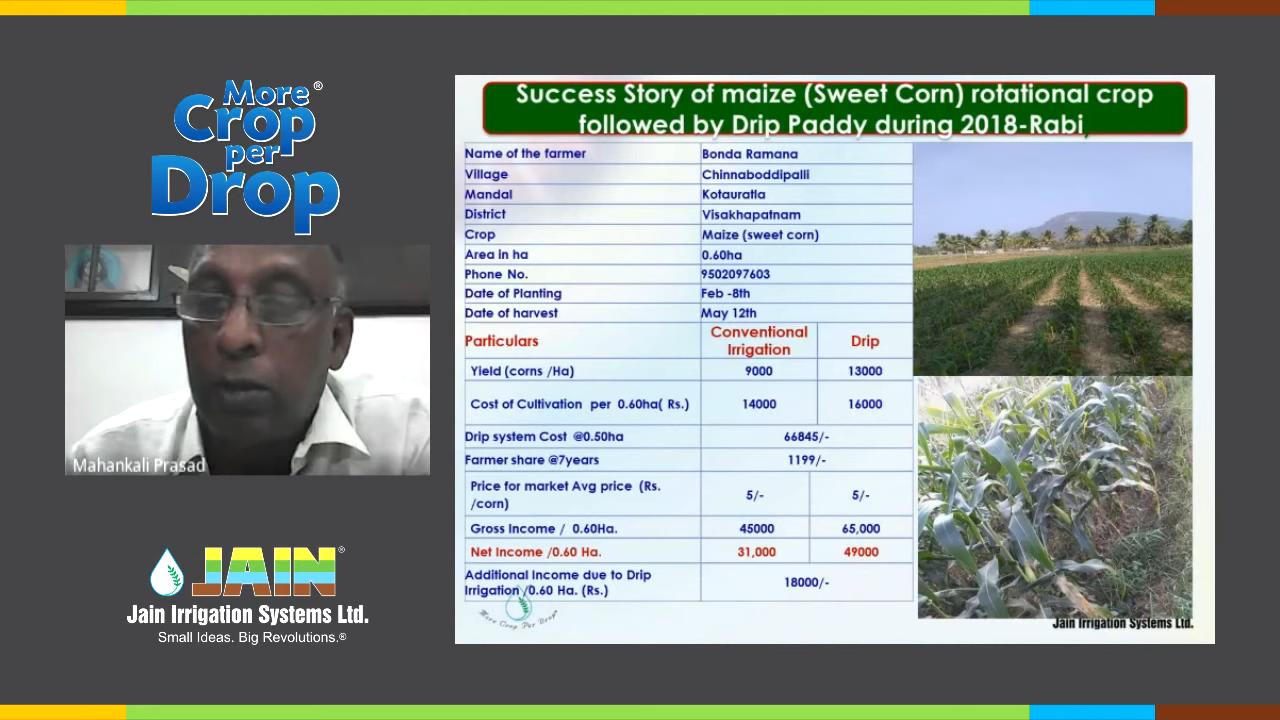 More
Crop
per
Drop
®
Mahankali Prasad
JAIN®
Jain Irrigation Systems Ltd.
Small Ideas. Big Revolutions.®
Success Story of maize (Sweet Corn) rotational crop
followed by Drip Paddy during 2018-Rabi
Name of the farmer Bonda Ramana
Village Chinnaboddipalli
Mandal Kotauratla
District Visakhapatnam
Crop Maize (sweet corn)
Area in ha 0.60ha
Phone No. 9502097603
Date of Planting Feb -8th
Date of harvest May 12th
Particulars Conventional Irrigation Drip
Yield (corns /Ha) 9000 13000
Cost of Cultivation per 0.60ha( Rs.) 14000 16000
Drip system Cost @0.50ha 66845/-
Farmer share @7years 1199/-
Price for market Avg price (Rs. /corn) 5/- 5/-
Gross Income / 0.60Ha. 45000 65,000
Net Income /0.60 Ha. 31,000 49000
Additional Income due to Drip Irrigation /0.60 Ha. (Rs.) 18000/-
More Crop Per Drop
Jain Irrigation Systems Ltd.